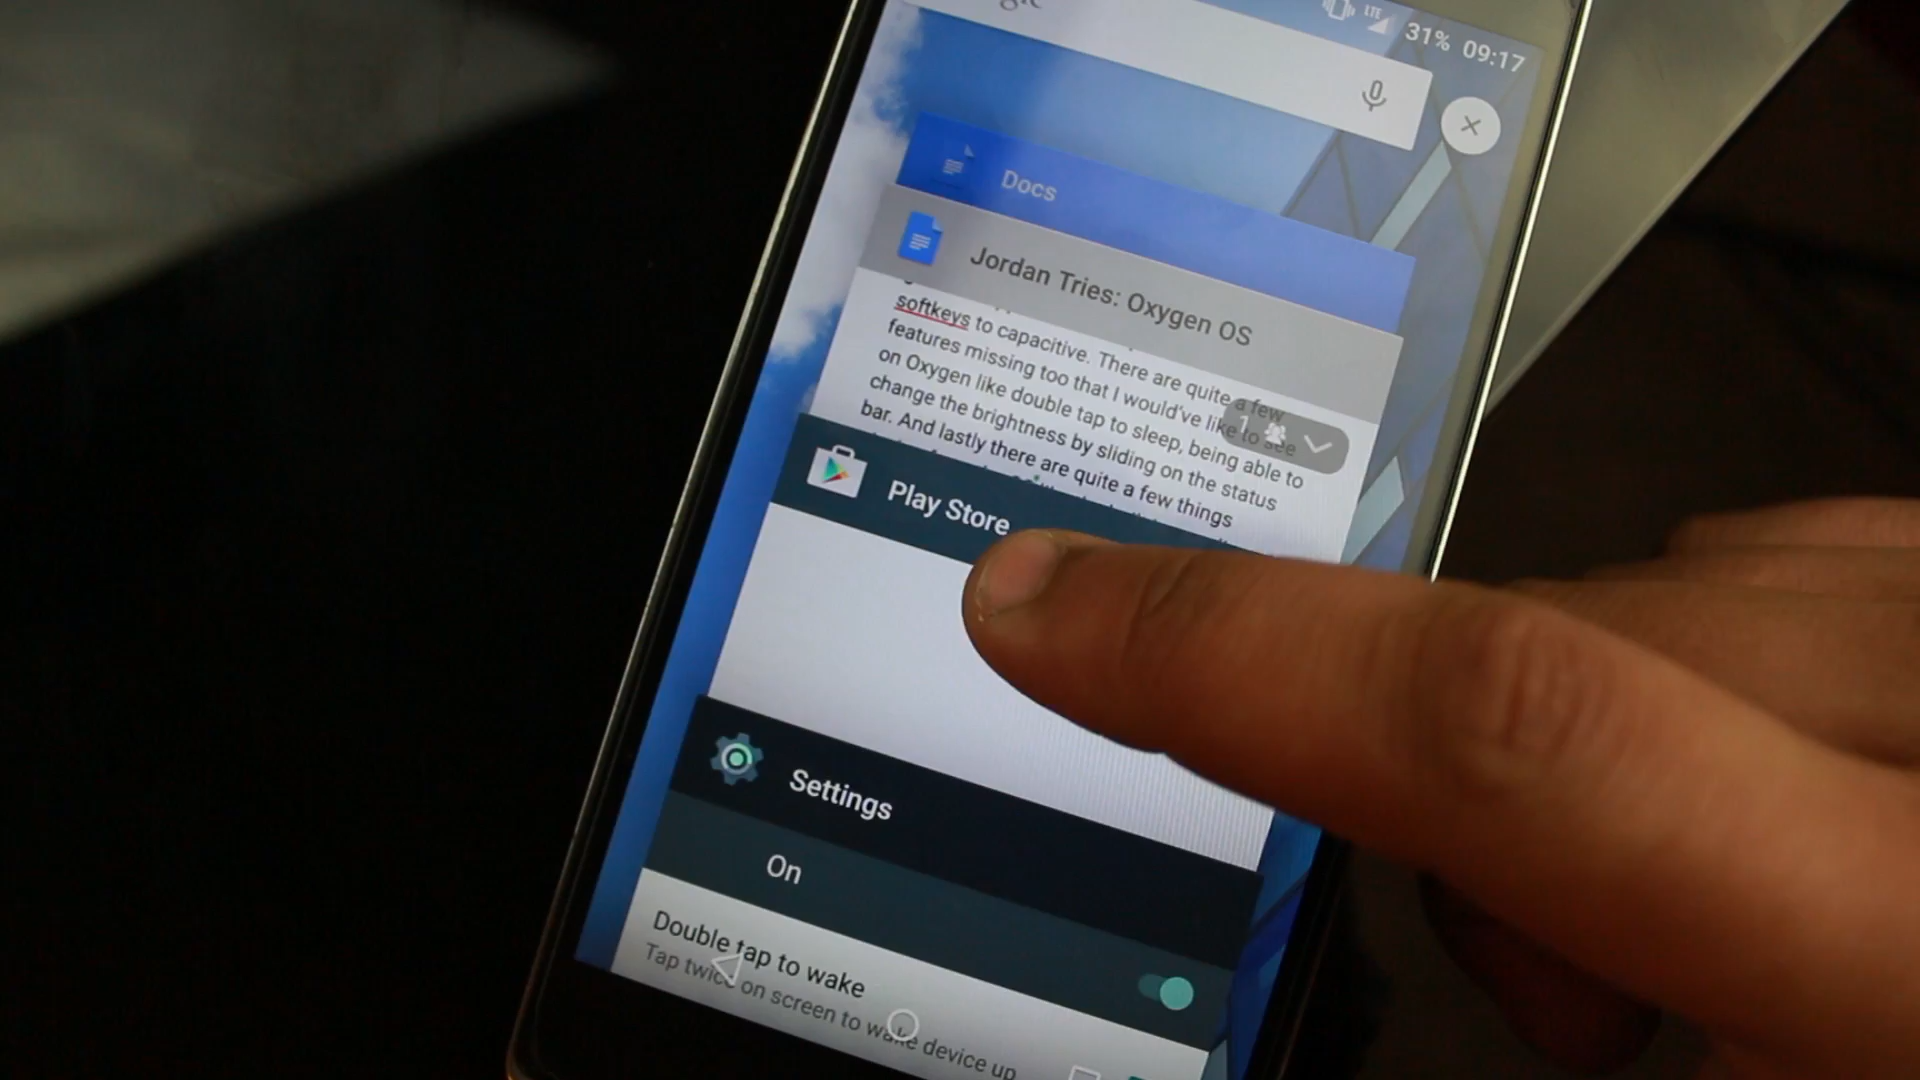 LTE 31% 09:17
Docs
Jordan Tries: Oxygen OS
softkeys to capacitive. There are quite a few
features missing too that I would've like to see
on Oxygen like double tap to sleep, being able to
change the brightness by sliding on the status
bar. And lastly there are quite a few things
1
Play Store
Settings
On
Double tap to wake
Tap twice on screen to wake device up